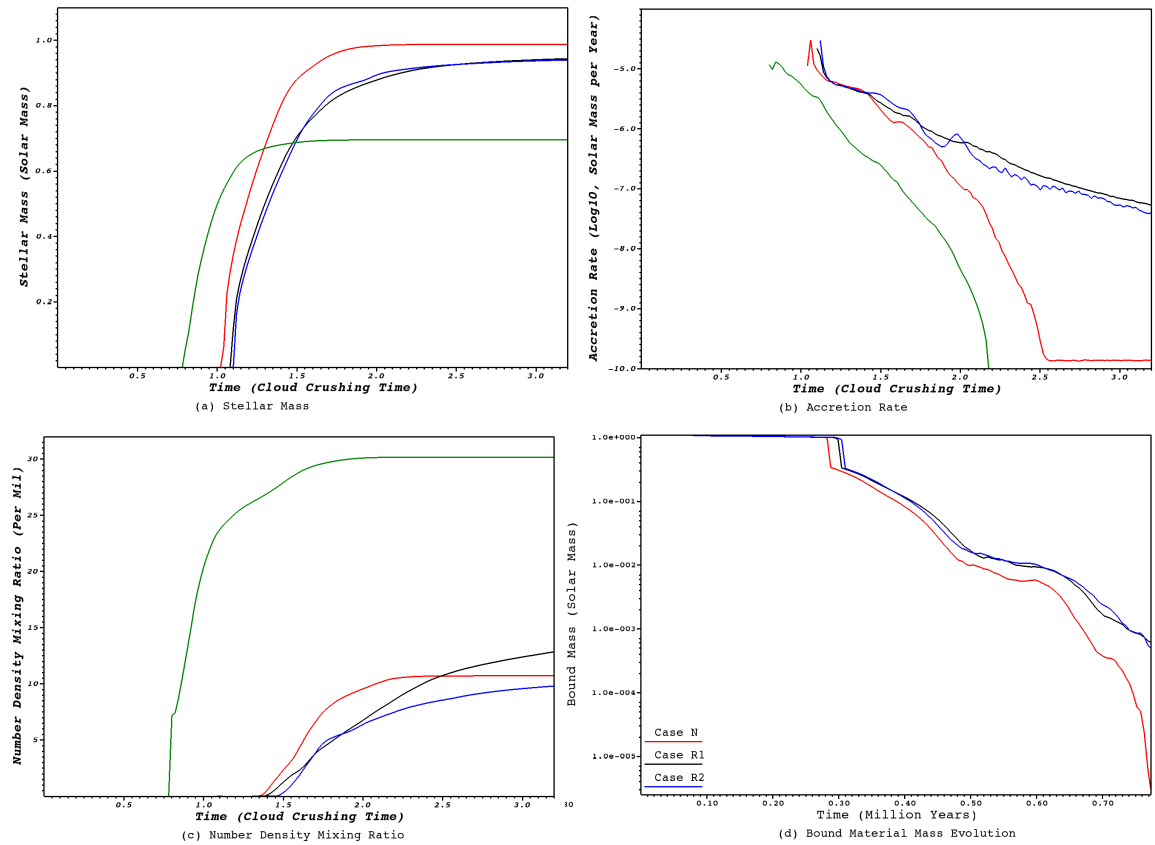 Stellar Mass (Solar Mass)
1.0
0.8
0.6
0.4
0.2
0.5
1.0
1.5
2.0
2.5
3.0
Time (Cloud Crushing Time)
(a) Stellar Mass
Accretion Rate (Log10, Solar Mass per Year)
-5.0
-6.0
-7.0
-8.0
-9.0
-10.0
0.5
1.0
1.5
2.0
2.5
3.0
Time (Cloud Crushing Time)
(b) Accretion Rate
Number Density Mixing Ratio (Per Mil)
30
25
20
15
10
5
0.5
1.0
1.5
2.0
2.5
3.0
Time (Cloud Crushing Time)
(c) Number Density Mixing Ratio
Bound Mass (Solar Mass)
1.0e+000
1.0e-001
1.0e-002
1.0e-003
1.0e-004
1.0e-005
Case N
Case R1
Case R2
30
0.10
0.20
0.30
0.40
0.50
0.60
0.70
Time (Million Years)
(d) Bound Material Mass Evolution